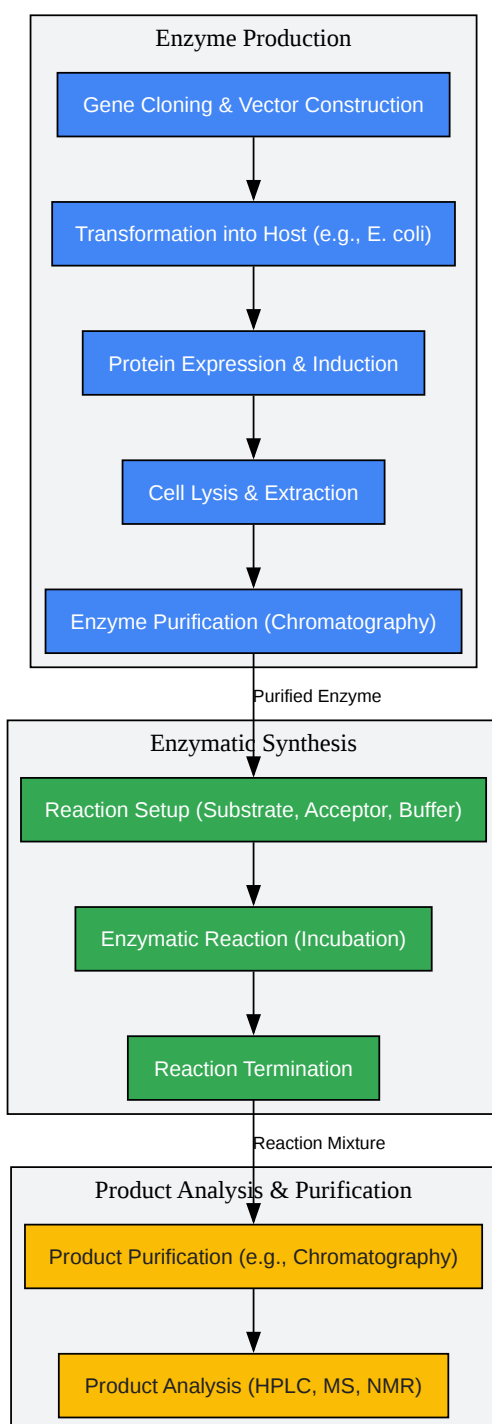 Enzyme Production
Gene Cloning & Vector Construction
Transformation into Host (e.g., E. coli)
Protein Expression & Induction
Cell Lysis & Extraction
Enzyme Purification (Chromatography)
Purified Enzyme
Enzymatic Synthesis
Reaction Setup (Substrate, Acceptor, Buffer)
Enzymatic Reaction (Incubation)
Reaction Termination
Reaction Mixture
Product Analysis & Purification
Product Purification (e.g., Chromatography)
Product Analysis (HPLC, MS, NMR)